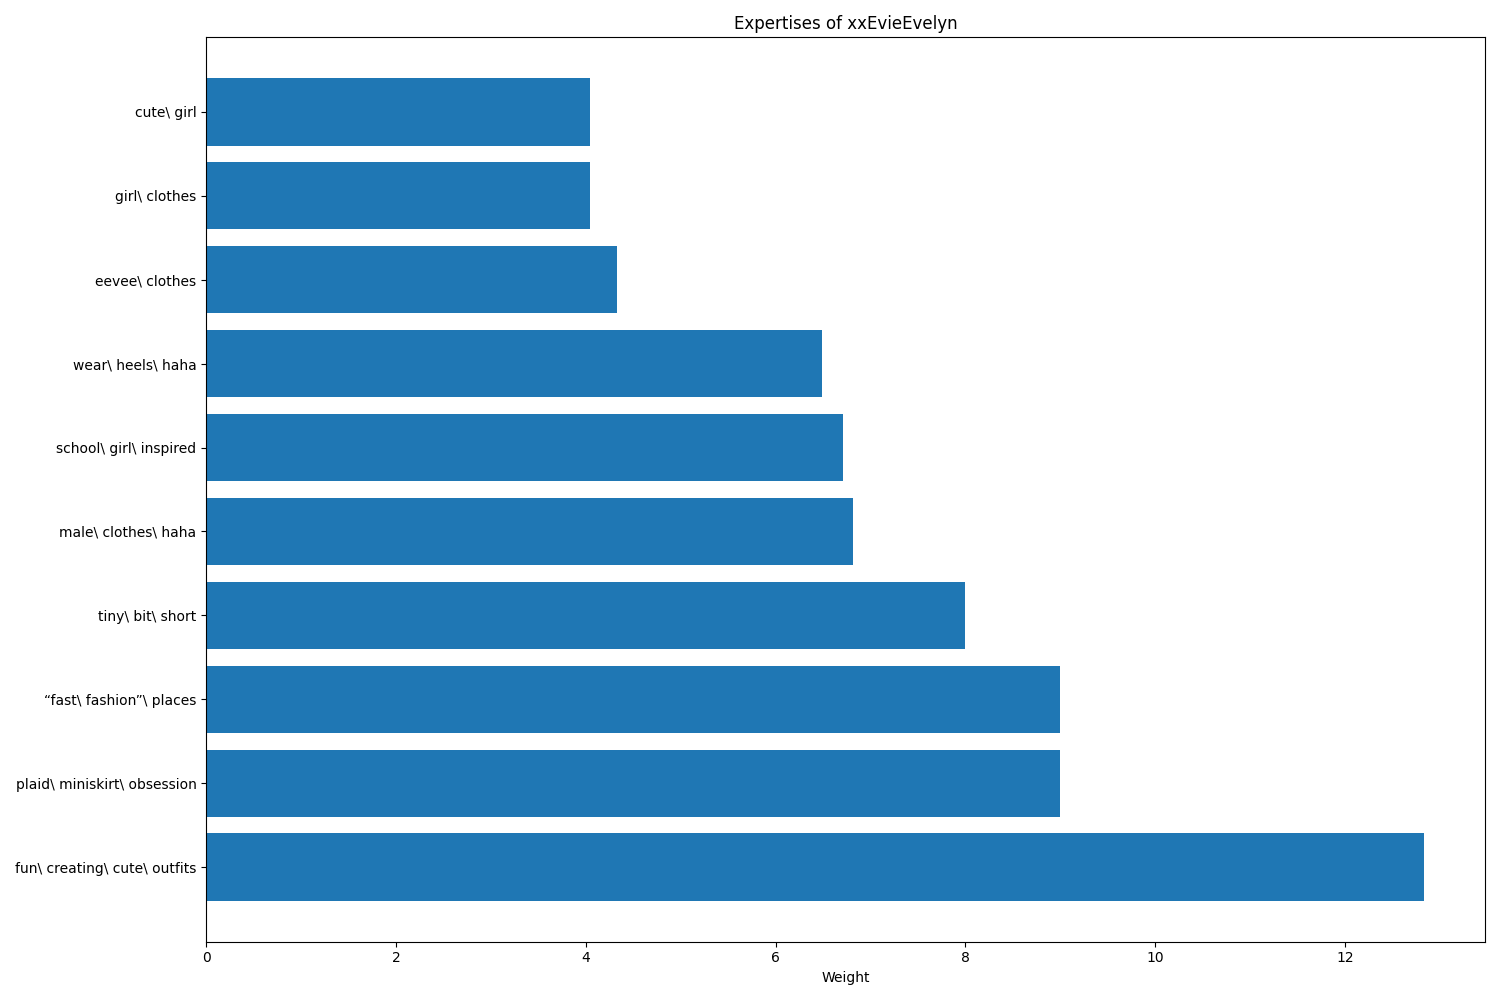 Expertises of xxEvieEvelyn
cute\ girl
girl\ clothes
eevee\ clothes
wear\ heels\ haha
school\ girl\ inspired
male\ clothes\ haha
tiny\ bit\ short
“fast\ fashion”\ places
plaid\ miniskirt\ obsession
fun\ creating\ cute\ outfits
0 2 4 6 8 10 12
Weight